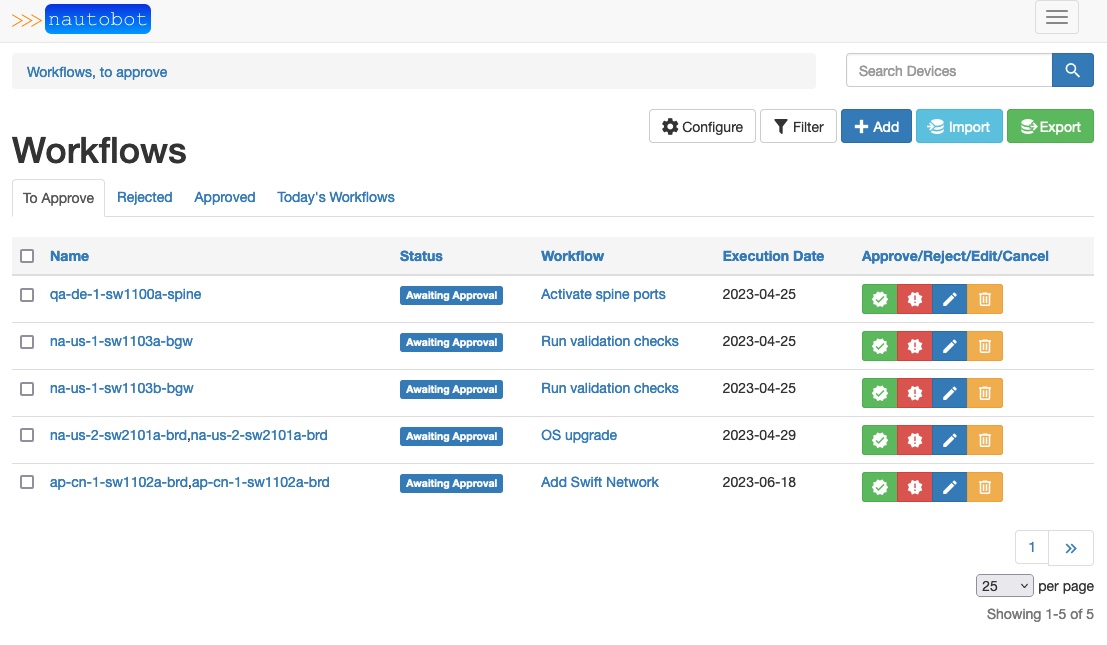 >>> nautobot
Workflows, to approve
Search Devices
Configure Filter Add Import Export
Workflows
To Approve Rejected Approved Today's Workflows
Name Status Workflow Execution Date Approve/Reject/Edit/Cancel
qa-de-1-sw1100a-spine Awaiting Approval Activate spine ports 2023-04-25
na-us-1-sw1103a-bgw Awaiting Approval Run validation checks 2023-04-25
na-us-1-sw1103b-bgw Awaiting Approval Run validation checks 2023-04-25
na-us-2-sw2101a-brd,na-us-2-sw2101a-brd Awaiting Approval OS upgrade 2023-04-29
ap-cn-1-sw1102a-brd,ap-cn-1-sw1102a-brd Awaiting Approval Add Swift Network 2023-06-18
1 »
25 per page
Showing 1-5 of 5